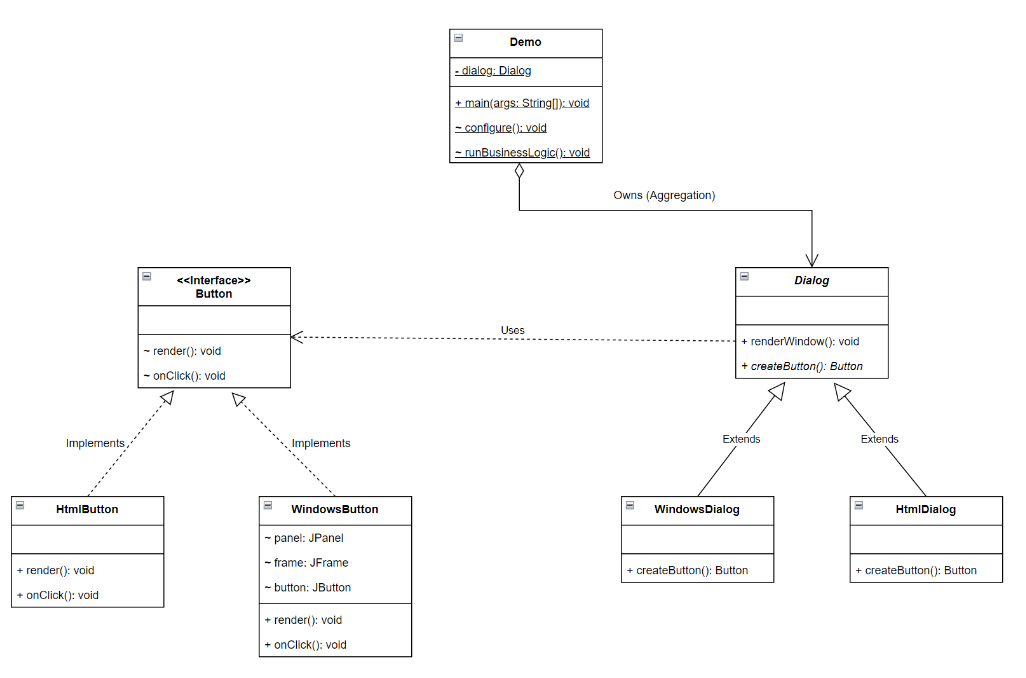 Demo
- dialog: Dialog
+ main(args: String[]): void
~ configure(): void
~ runBusinessLogic(): void
Owns (Aggregation)
<<Interface>>
Button
~ render(): void
~ onClick(): void
Uses
Dialog
+ renderWindow(): void
+ createButton(): Button
Implements
Implements
Extends
Extends
HtmlButton
+ render(): void
+ onClick(): void
WindowsButton
~ panel: JPanel
~ frame: JFrame
~ button: JButton
+ render(): void
+ onClick(): void
WindowsDialog
+ createButton(): Button
HtmlDialog
+ createButton(): Button